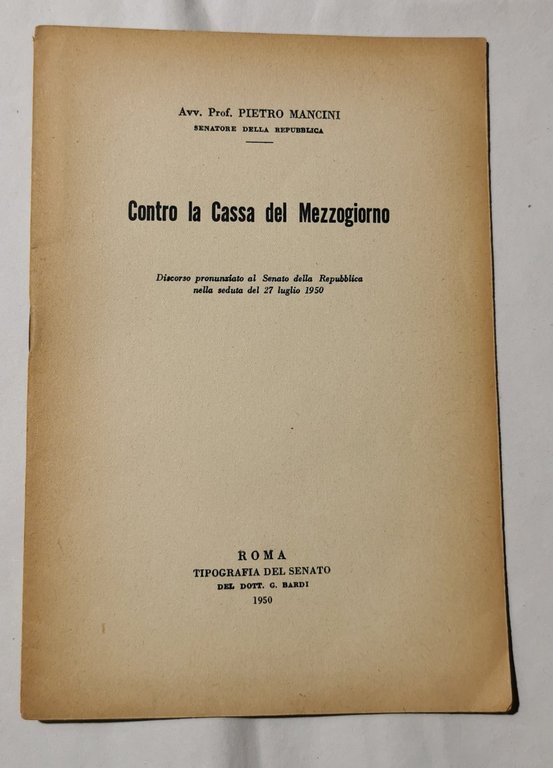 Avv. Prof. PIETRO MANCINI
SENATORE DELLA REPUBBLICA
Contro la Cassa del Mezzogiorno
Discorso pronunziato al Senato della Repubblica
nella seduta del 27 luglio 1950
ROMA
TIPOGRAFIA DEL SENATO
DEL DOTT. G. BARDI
1950